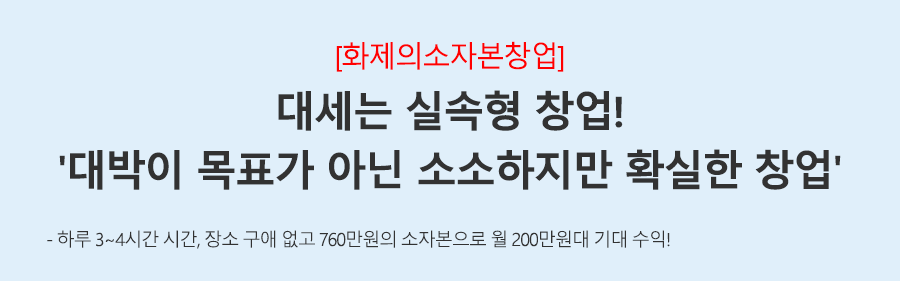 [화제의소자본창업]
대세는 실속형 창업!
'대박이 목표가 아닌 소소하지만 확실한 창업'
- 하루 3~4시간 시간, 장소 구애 없고 760만원의 소자본으로 월 200만원대 기대 수익!